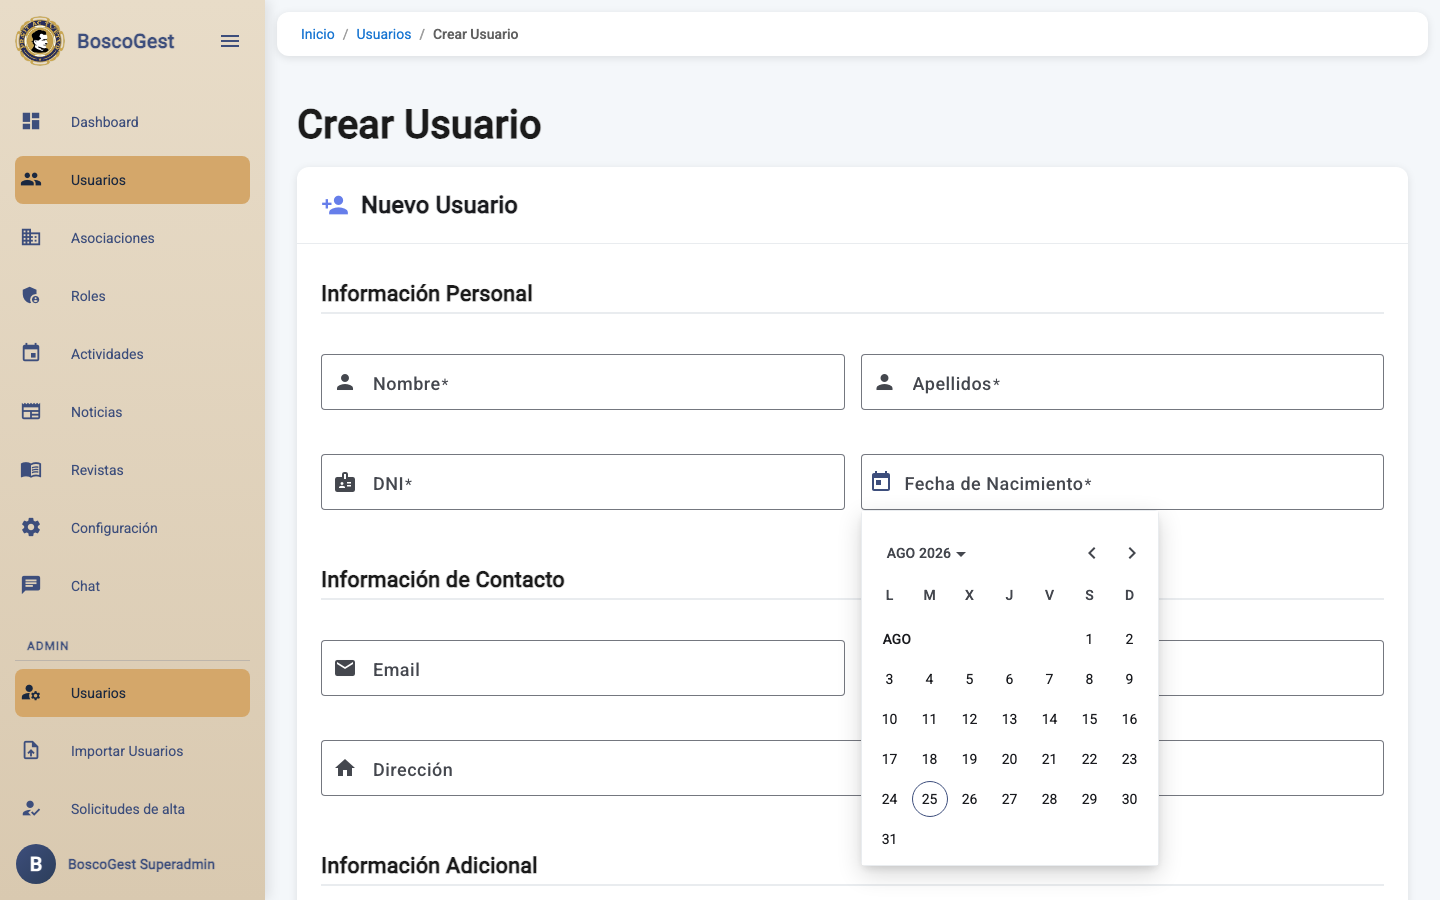 BoscoGest
Inicio / Usuarios / Crear Usuario
Dashboard
Usuarios
Asociaciones
Roles
Actividades
Noticias
Revistas
Configuración
Chat
ADMIN
Usuarios
Importar Usuarios
Solicitudes de alta
B BoscoGest Superadmin
Crear Usuario
Nuevo Usuario
Información Personal
Nombre*
Apellidos*
DNI*
Fecha de Nacimiento*
Información de Contacto
Email
Dirección
Información Adicional
AGO 2026
L M X J V S D
AGO 1 2
3 4 5 6 7 8 9
10 11 12 13 14 15 16
17 18 19 20 21 22 23
24 25 26 27 28 29 30
31